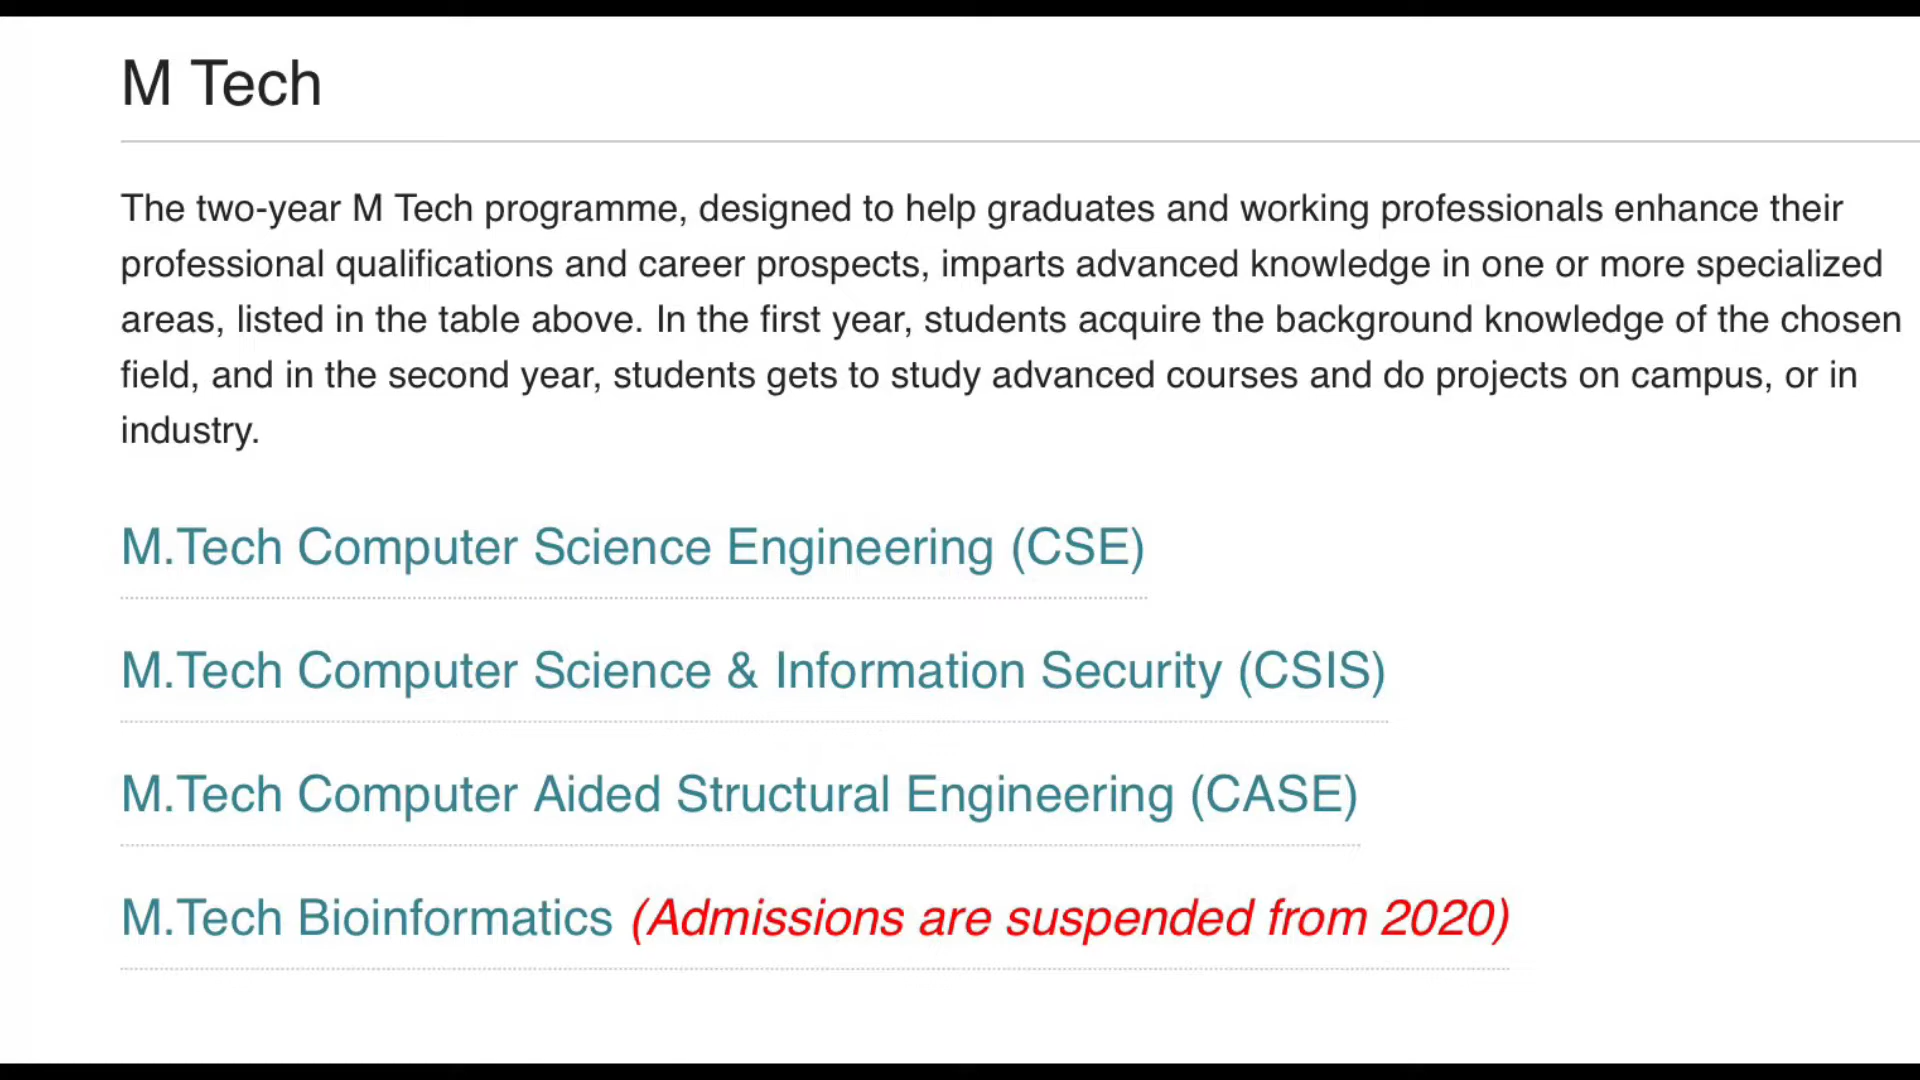 M Tech
The two-year M Tech programme, designed to help graduates and working professionals enhance their
professional qualifications and career prospects, imparts advanced knowledge in one or more specialized
areas, listed in the table above. In the first year, students acquire the background knowledge of the chosen
field, and in the second year, students gets to study advanced courses and do projects on campus, or in
industry.
M.Tech Computer Science Engineering (CSE)
M.Tech Computer Science & Information Security (CSIS)
M.Tech Computer Aided Structural Engineering (CASE)
M.Tech Bioinformatics (Admissions are suspended from 2020)